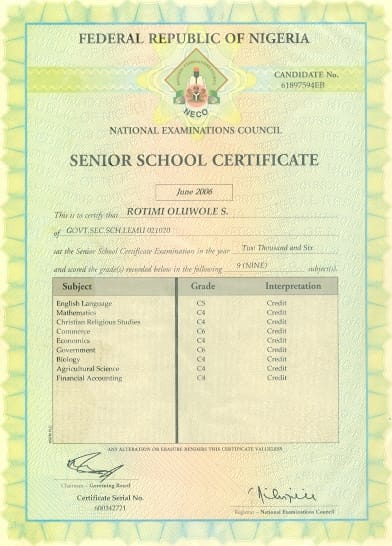 FEDERAL REPUBLIC OF NIGERIA
CANDIDATE No.
61897594EB
NECO
NATIONAL EXAMINATIONS COUNCIL
SENIOR SCHOOL CERTIFICATE
June 2006
This is to certify that ROTIMI OLUWOLE S.
of GOVT.SEC.SCH.LEMU 021020
sat the Senior School Certificate Examination in the year Two Thousand and Six
and scored the grade(s) recorded below in the following 9 (NINE) subject(s).
Subject Grade Interpretation
English Language C5 Credit
Mathematics C4 Credit
Christian Religious Studies C4 Credit
Commerce C6 Credit
Economics C4 Credit
Government C6 Credit
Biology C4 Credit
Agricultural Science C4 Credit
Financial Accounting C4 Credit
ANY ALTERATION OR ERASURE RENDERS THIS CERTIFICATE VALUELESS
Chairman – Governing Board
Certificate Serial No.
600342721
Registrar – National Examinations Council